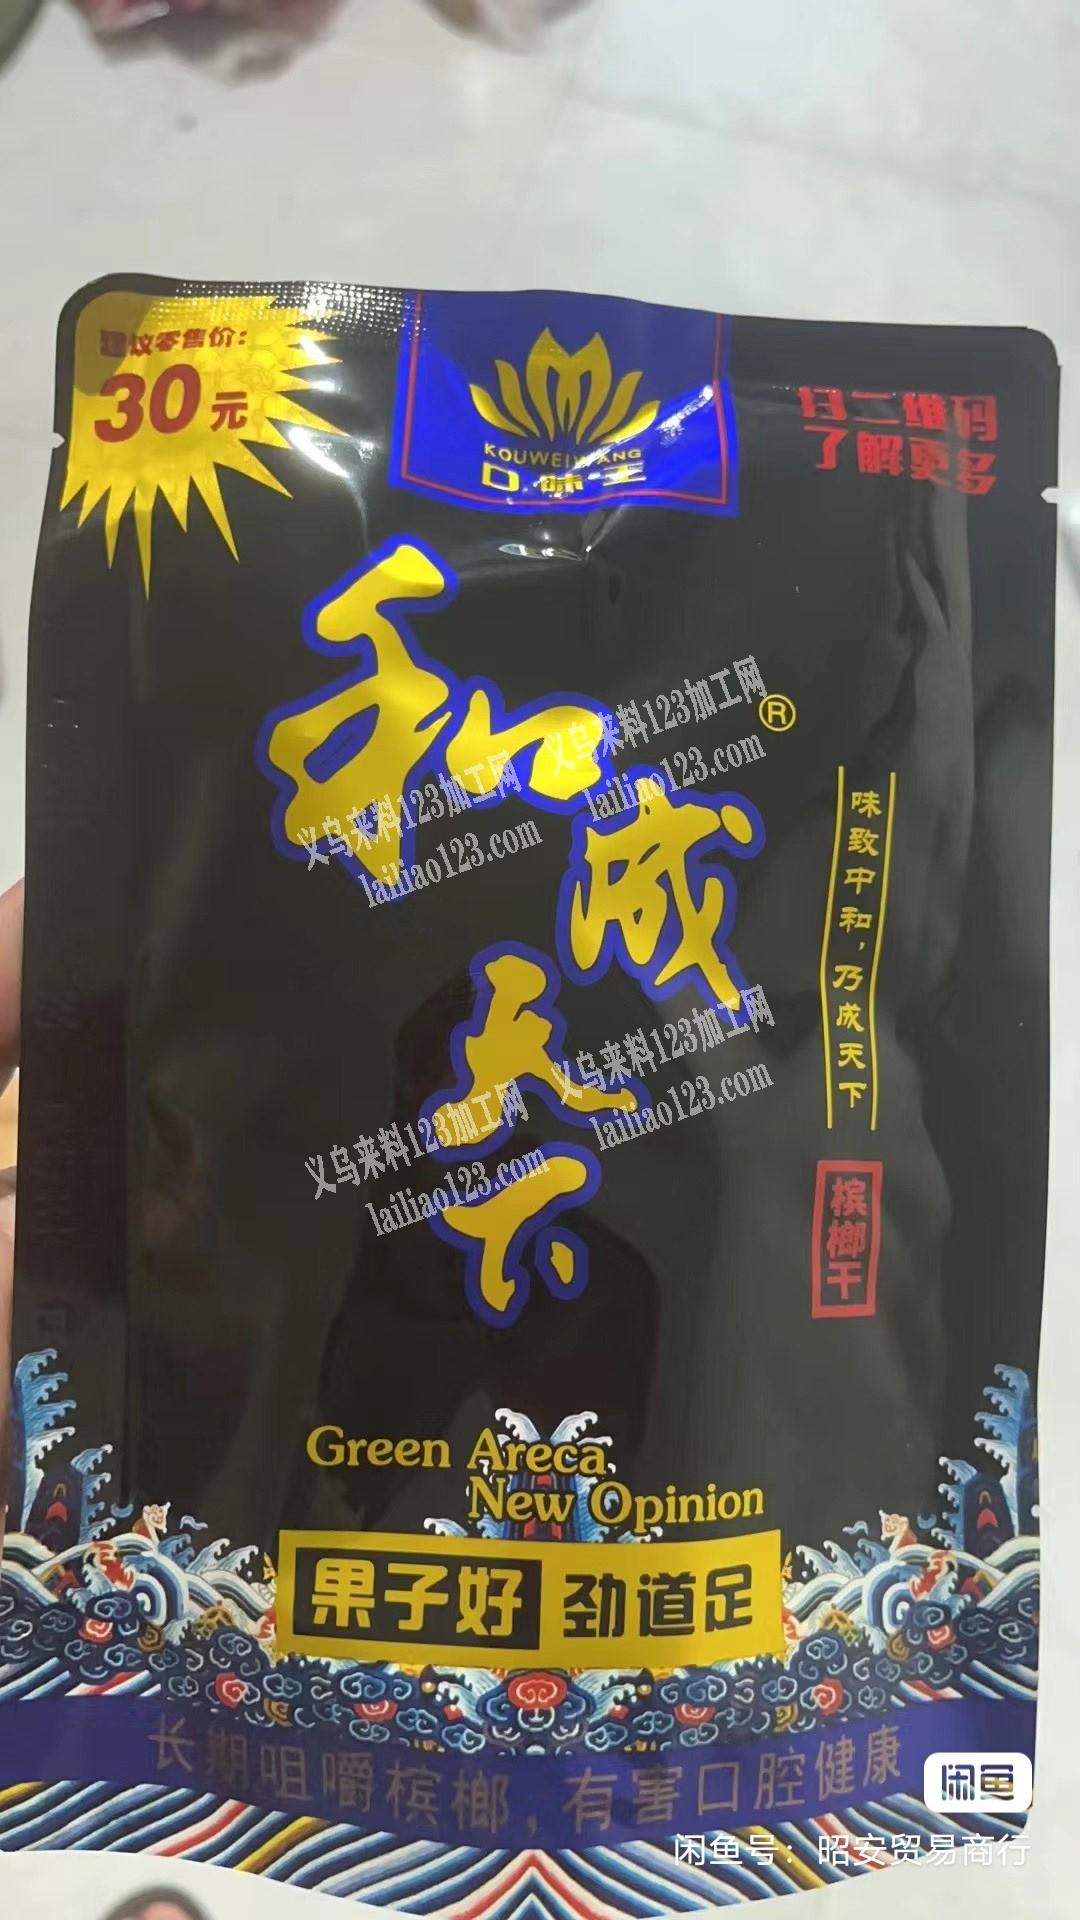 建议零售价：
30元
KOUWEIWANG
口味王
扫二维码
了解更多
和成天下
®
味致中和，乃成天下
槟榔干
义乌来料123加工网
lailiao123.com
义乌来料123加工网
lailiao123.com
义乌来料123加工网
lailiao123.com
义乌来料123加工网
lailiao123.com
Green Areca
New Opinion
果子好 劲道足
长期咀嚼槟榔，有害口腔健康
闲鱼
闲鱼号：昭安贸易商行